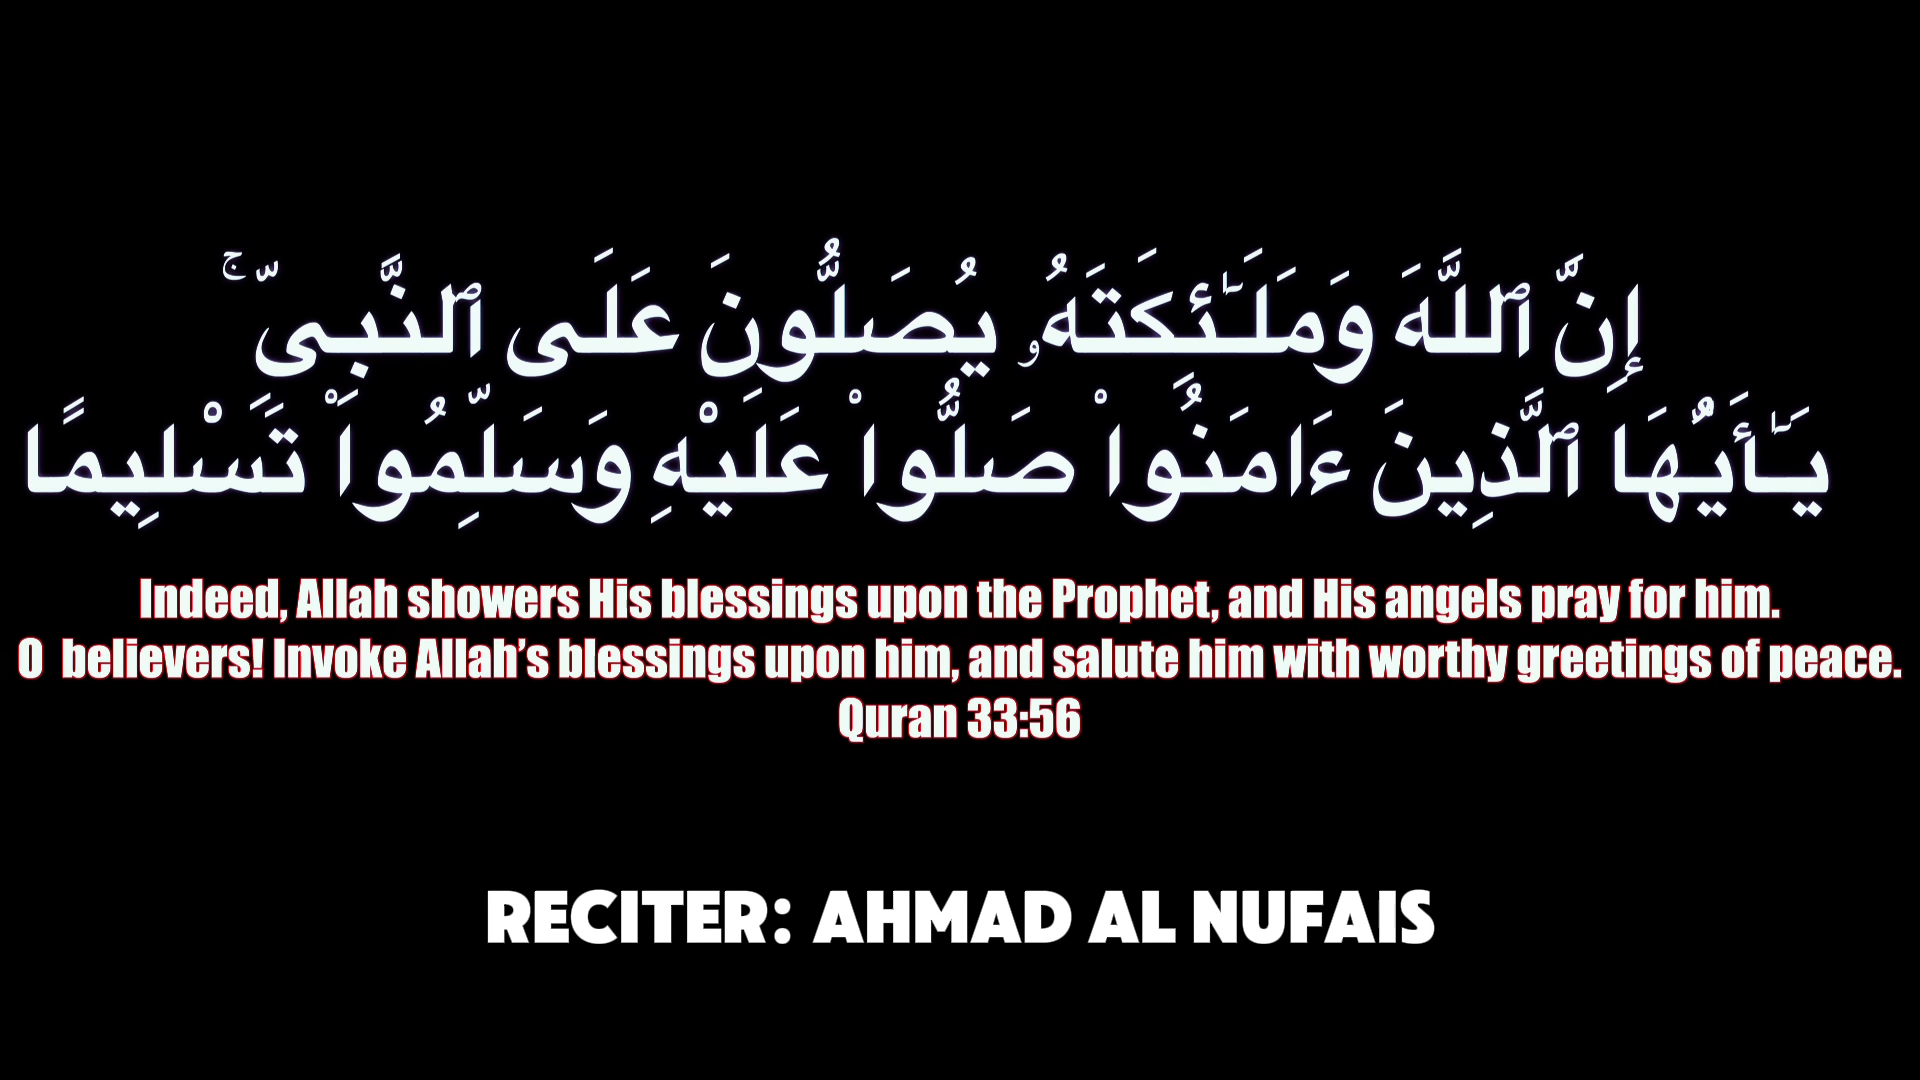 إِنَّ ٱللَّهَ وَمَلَـٰٓئِكَتَهُۥ يُصَلُّونَ عَلَى ٱلنَّبِىِّ ۚ
يَـٰٓأَيُّهَا ٱلَّذِينَ ءَامَنُوا۟ صَلُّوا۟ عَلَيْهِ وَسَلِّمُوا۟ تَسْلِيمًا
Indeed, Allah showers His blessings upon the Prophet, and His angels pray for him.
O  believers! Invoke Allah’s blessings upon him, and salute him with worthy greetings of peace.
Quran 33:56
RECITER: AHMAD AL NUFAIS